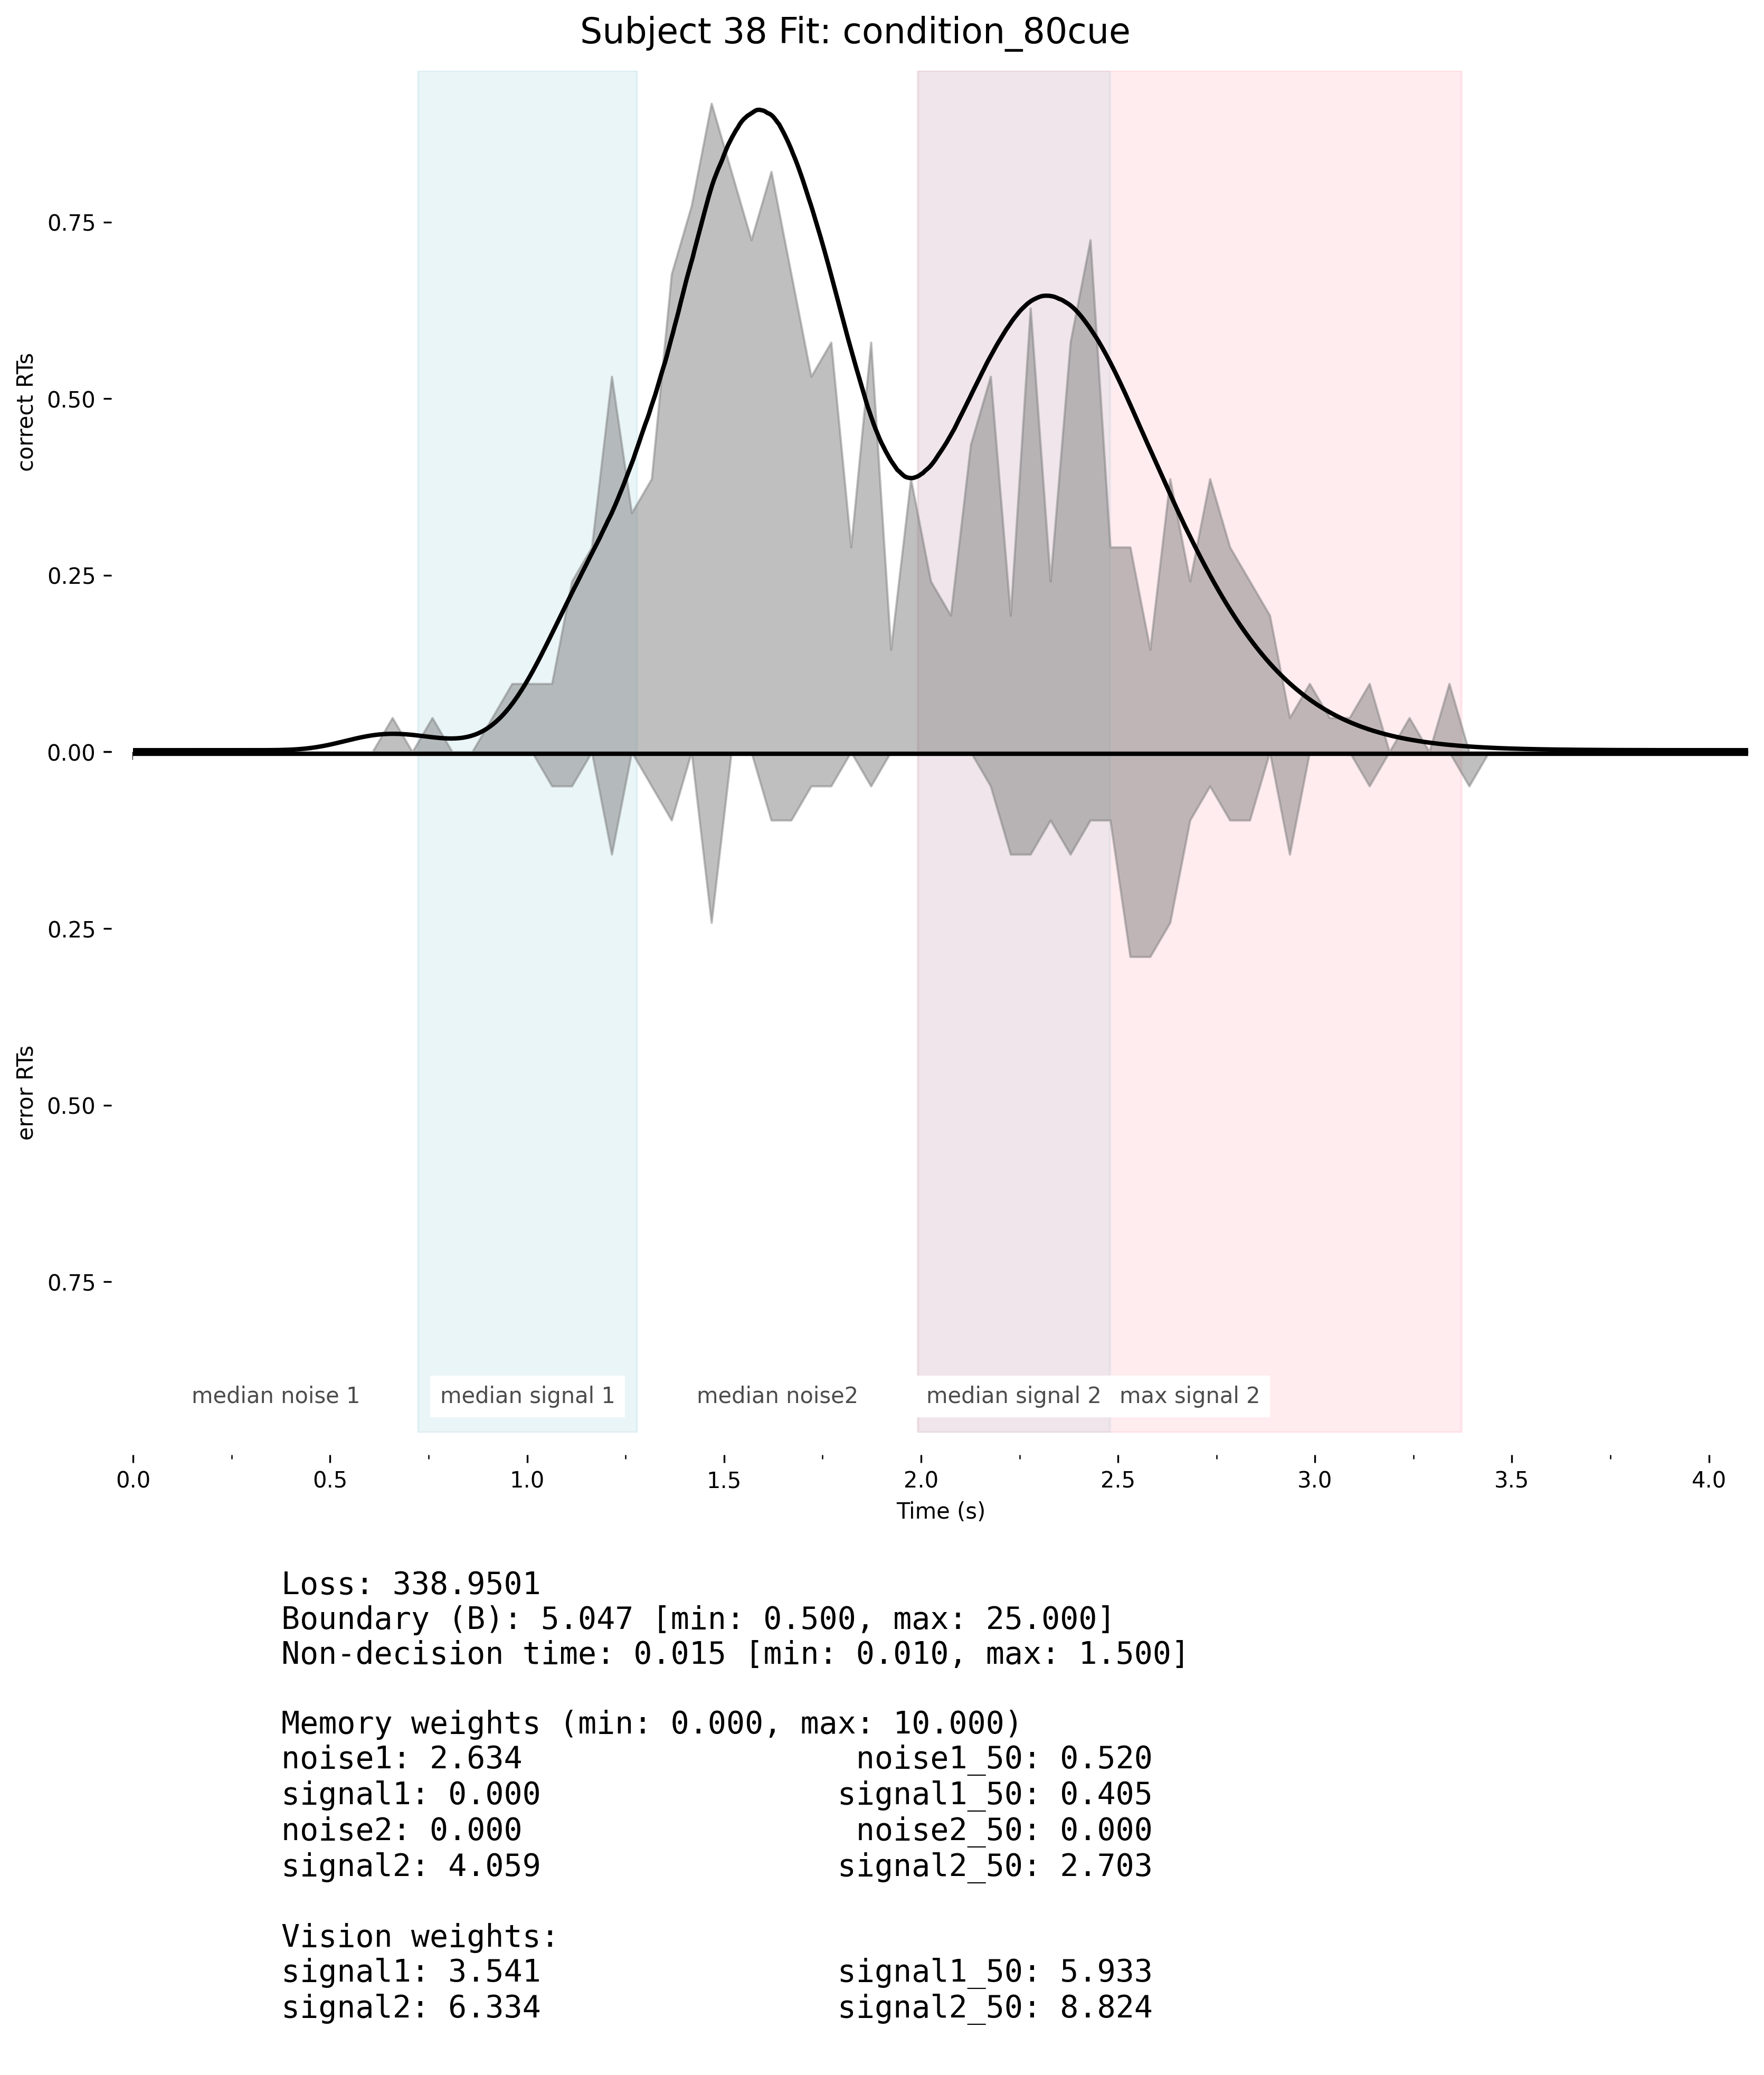 Subject 38 Fit: condition_80cue
correct RTs
0.75
0.50
0.25
0.00
0.25
0.50
0.75
error RTs
median noise 1
median signal 1
median noise2
median signal 2
max signal 2
0.0 0.5 1.0 1.5 2.0 2.5 3.0 3.5 4.0
Time (s)
Loss: 338.9501
Boundary (B): 5.047 [min: 0.500, max: 25.000]
Non-decision time: 0.015 [min: 0.010, max: 1.500]
Memory weights (min: 0.000, max: 10.000)
noise1: 2.634 noise1_50: 0.520
signal1: 0.000 signal1_50: 0.405
noise2: 0.000 noise2_50: 0.000
signal2: 4.059 signal2_50: 2.703
Vision weights:
signal1: 3.541 signal1_50: 5.933
signal2: 6.334 signal2_50: 8.824